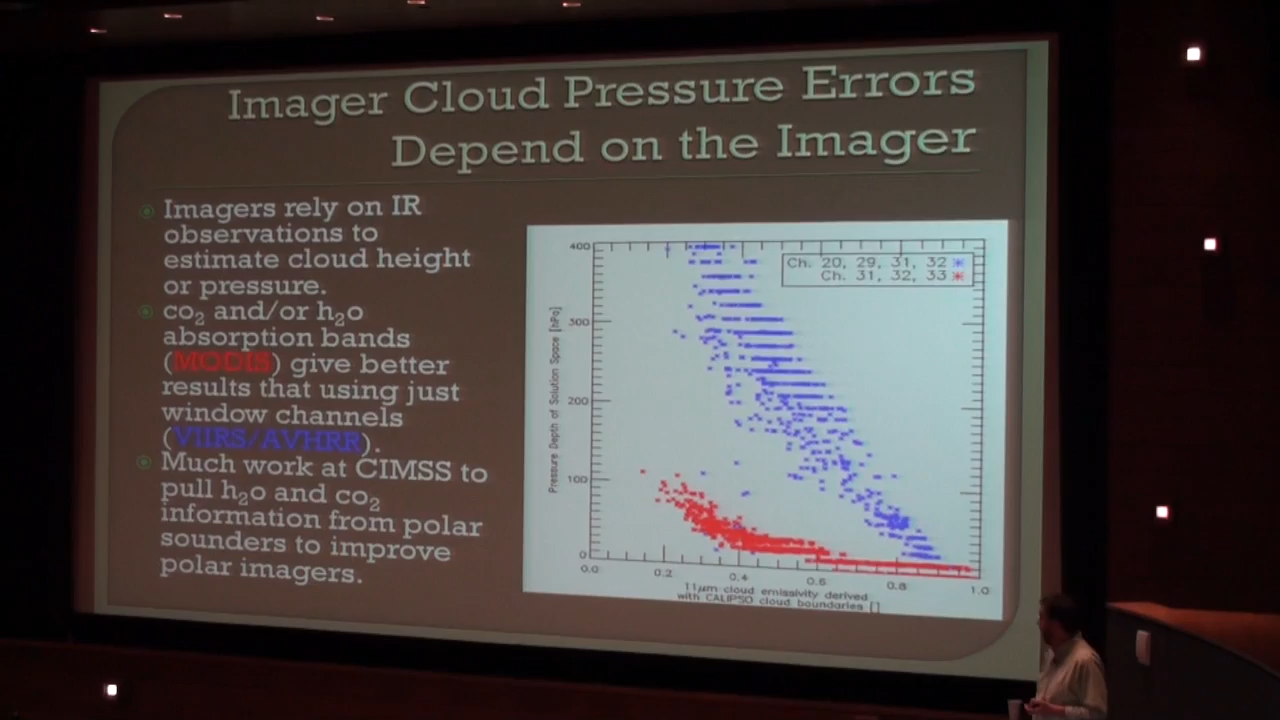 Imager Cloud Pressure Errors
Depend on the Imager
Imagers rely on IR
observations to
estimate cloud height
or pressure.
co₂ and/or h₂o
absorption bands
(MODIS) give better
results that using just
window channels
(VIIRS/AVHRR).
Much work at CIMSS to
pull h₂o and co₂
information from polar
sounders to improve
polar imagers.
Ch. 20, 29, 31, 32
Ch. 31, 32, 33
Pressure Depth of Solution Space [hPa]
400
300
200
100
0
0.0 0.2 0.4 0.6 0.8 1.0
11μm cloud emissivity derived
with CALIPSO cloud boundaries []